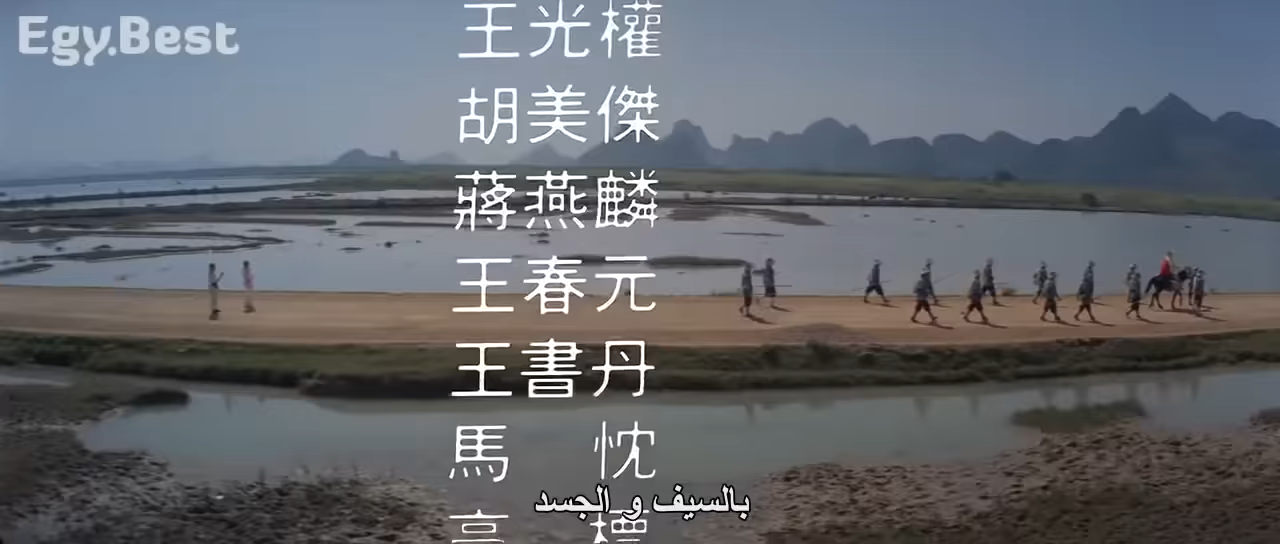 Egy.Best
王光權
胡美傑
蔣燕麟
王春元
王書丹
馬 忱
بالسيف و الجسد